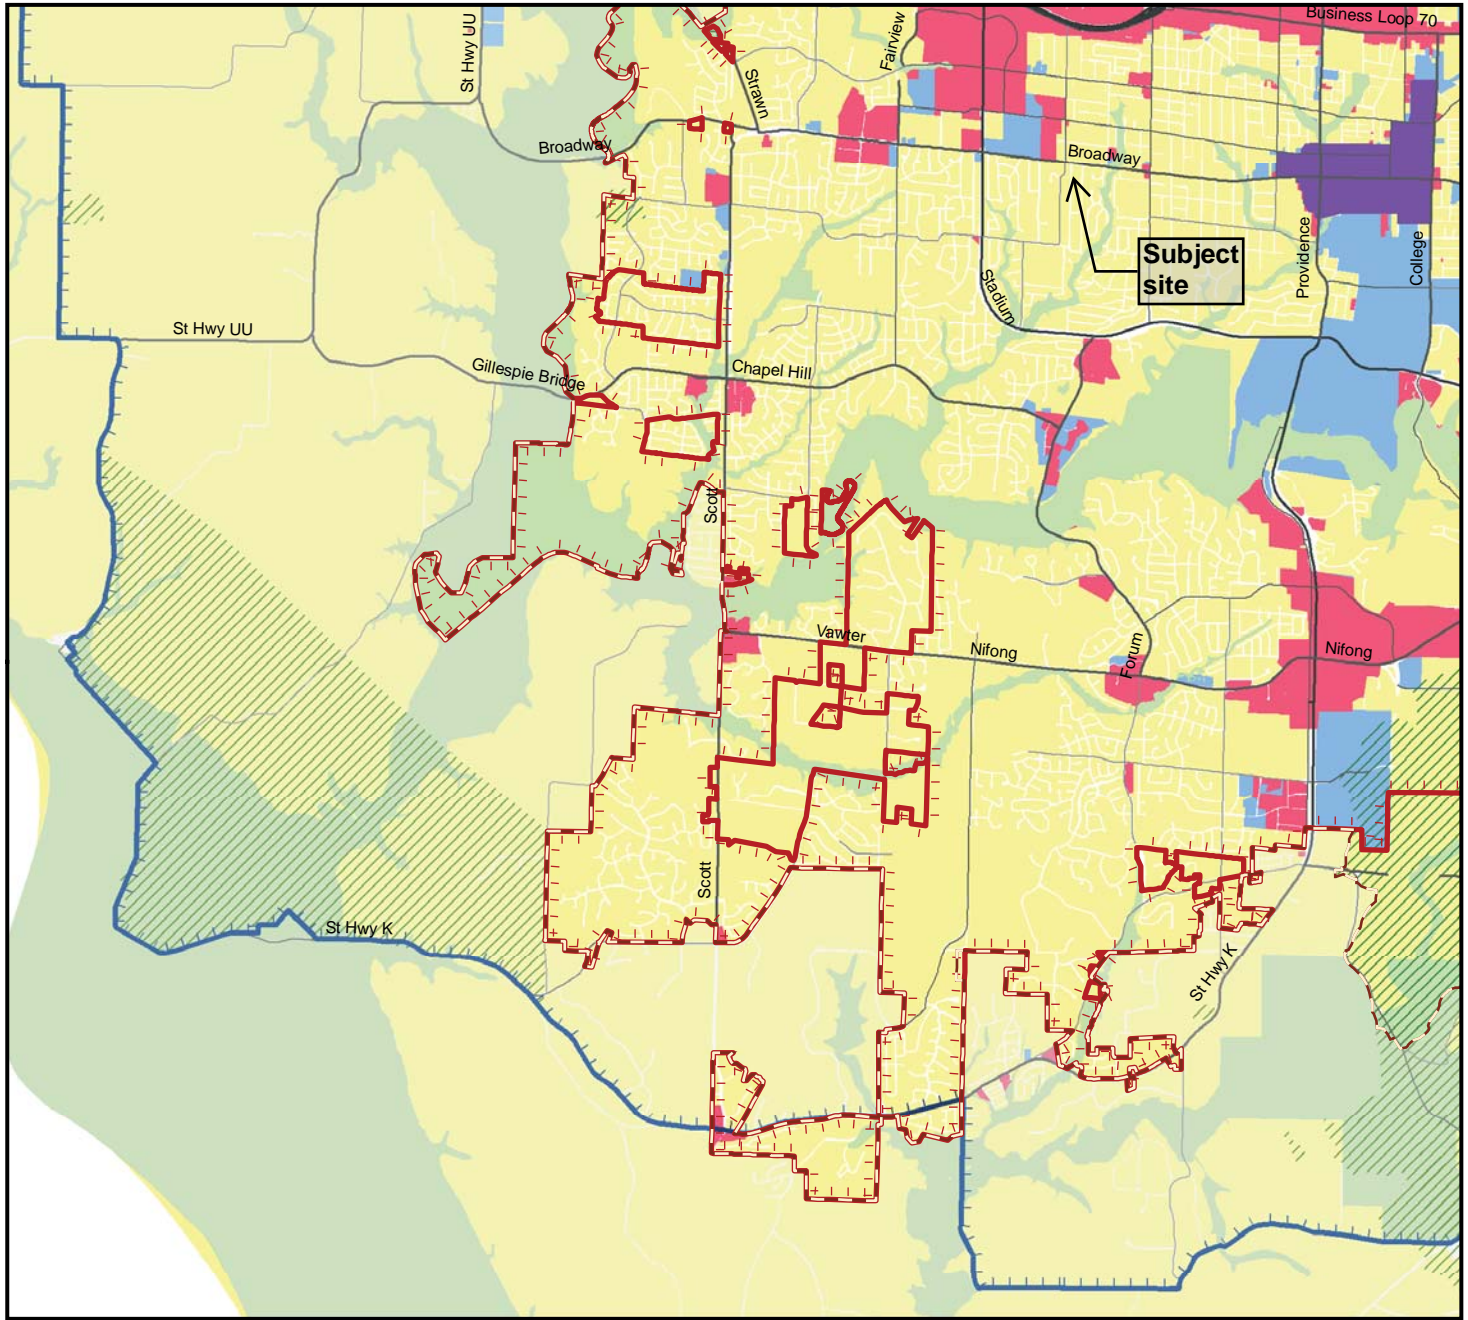 Business Loop 70
St Hwy UU
Fairview
Strawn
Broadway
Broadway
Subject
site
Providence
College
Stadium
St Hwy UU
Gillespie Bridge
Chapel Hill
Scott
Vawter
Nifong
Forum
Nifong
Scott
St Hwy K
St Hwy K